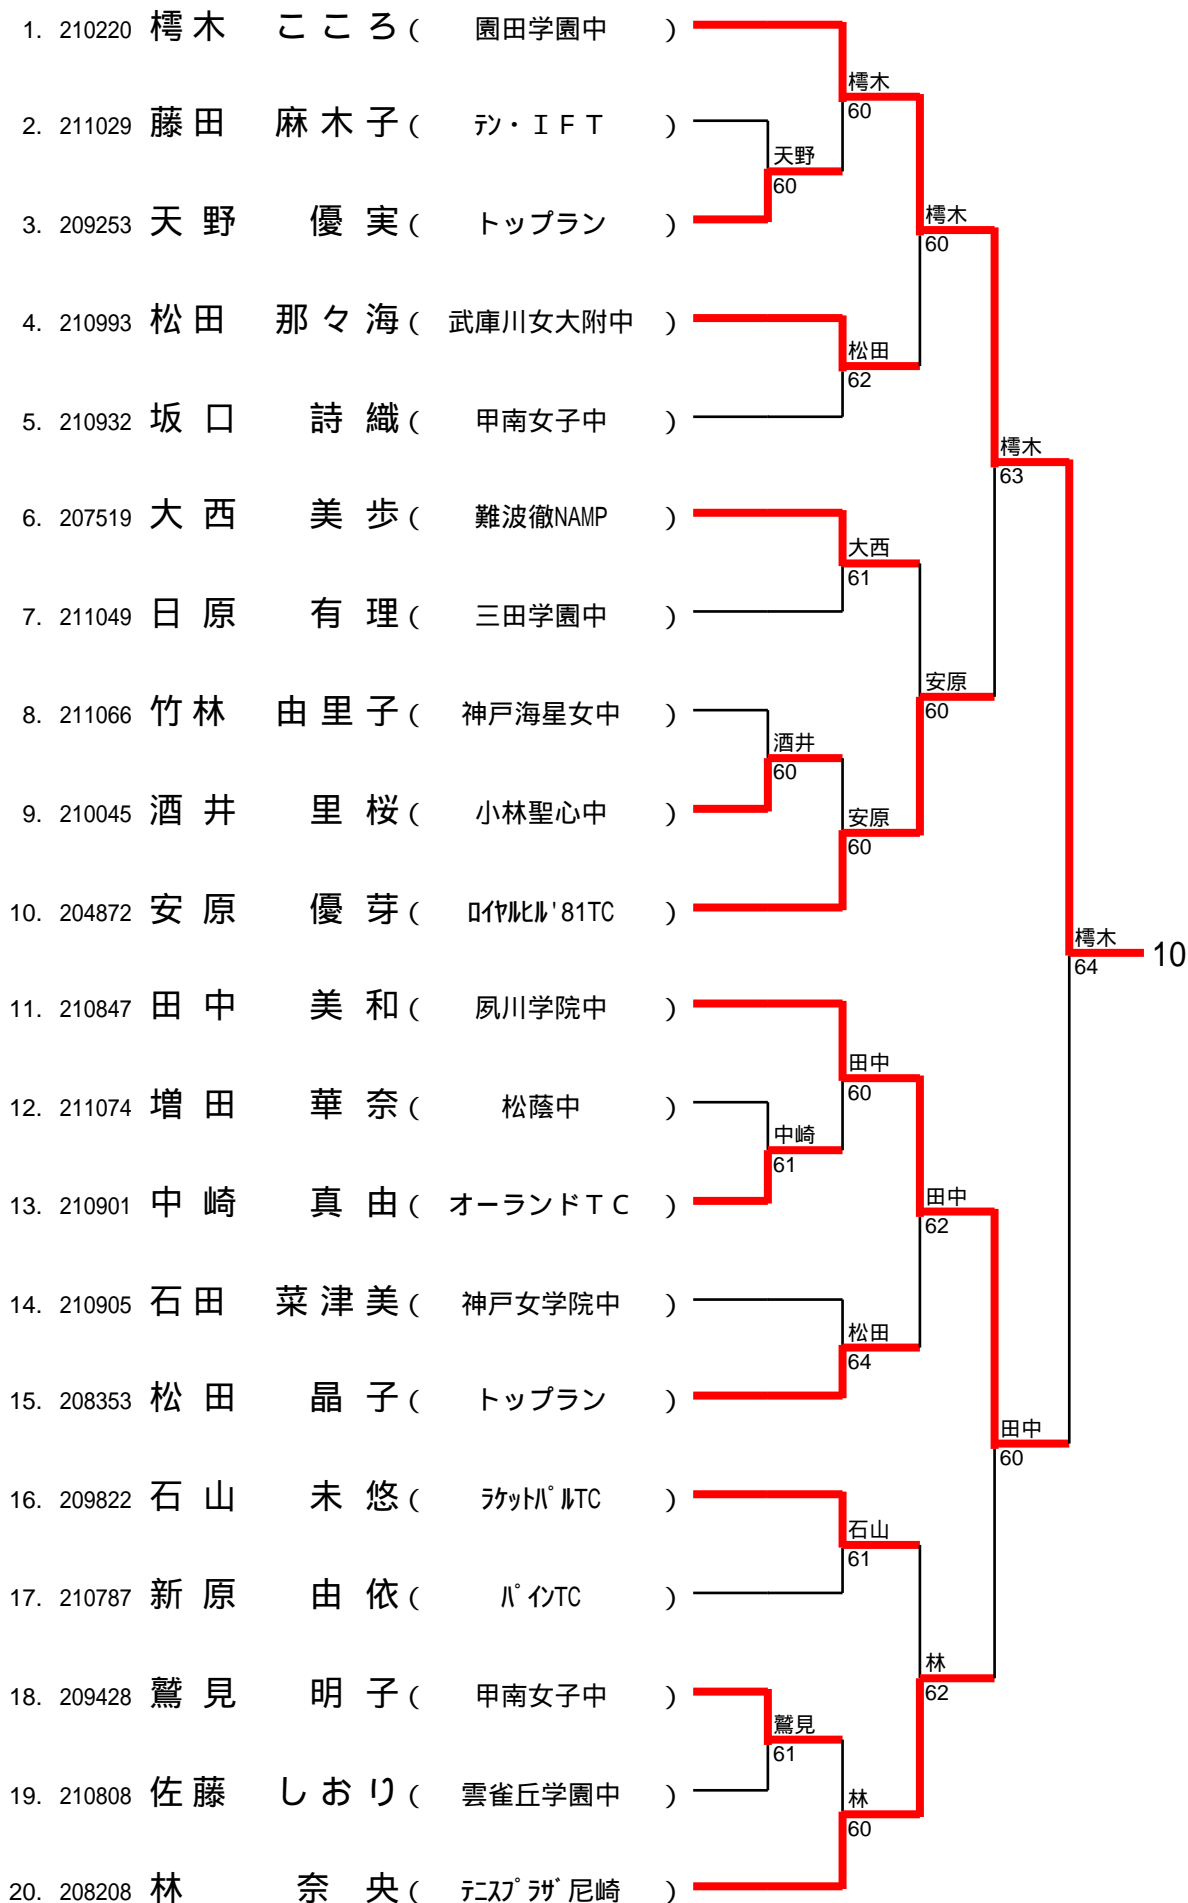 1. 210220 樗木 こころ( 園田学園中 )
樗木
60
2. 211029 藤田 麻木子( テン・ＩＦＴ )
天野
60
3. 209253 天野 優実( トップラン )
樗木
60
4. 210993 松田 那々海( 武庫川女大附中 )
松田
62
5. 210932 坂口 詩織( 甲南女子中 )
樗木
63
6. 207519 大西 美歩( 難波徹NAMP )
大西
61
7. 211049 日原 有理( 三田学園中 )
安原
60
8. 211066 竹林 由里子( 神戸海星女中 )
酒井
60
9. 210045 酒井 里桜( 小林聖心中 )
安原
60
10. 204872 安原 優芽( ﾛｲﾔﾙﾋﾙ'81TC )
樗木
64
10
11. 210847 田中 美和( 夙川学院中 )
田中
60
12. 211074 増田 華奈( 松蔭中 )
中崎
61
13. 210901 中崎 真由( オーランドＴＣ )
田中
62
14. 210905 石田 菜津美( 神戸女学院中 )
松田
64
15. 208353 松田 晶子( トップラン )
田中
60
16. 209822 石山 未悠( ﾗｹｯﾄﾊﾟﾙTC )
石山
61
17. 210787 新原 由依( ﾊﾟｲﾝTC )
林
62
18. 209428 鷲見 明子( 甲南女子中 )
鷲見
61
19. 210808 佐藤 しおり( 雲雀丘学園中 )
林
60
20. 208208 林 奈央( ﾃﾆｽﾌﾟﾗｻﾞ尼崎 )